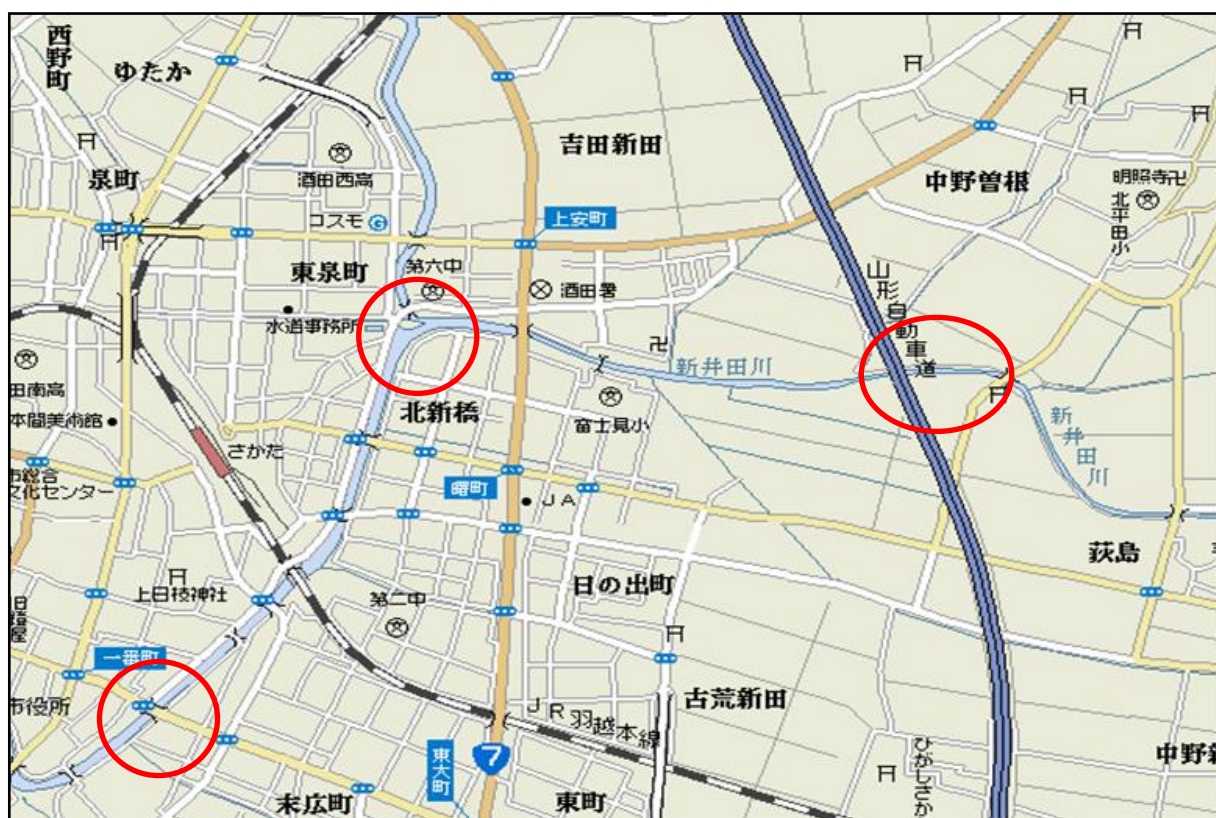 西野町
ゆたか
吉田新田
中野曽根
明照寺
北平田小
泉町
酒田西高
コスモ
G
上安町
東泉町
第六中
酒田署
水道事務所
山形自動車道
新井田川
新井田川
田南高
本間美術館
北新橋
富士見小
さかた
市総合
文化センター
曙町
JA
荻島
上日枝神社
第二中
日の出町
一番町
市役所
JR羽越本線
古荒新田
東大町
7
ひがしさか
中野新
末広町
東町